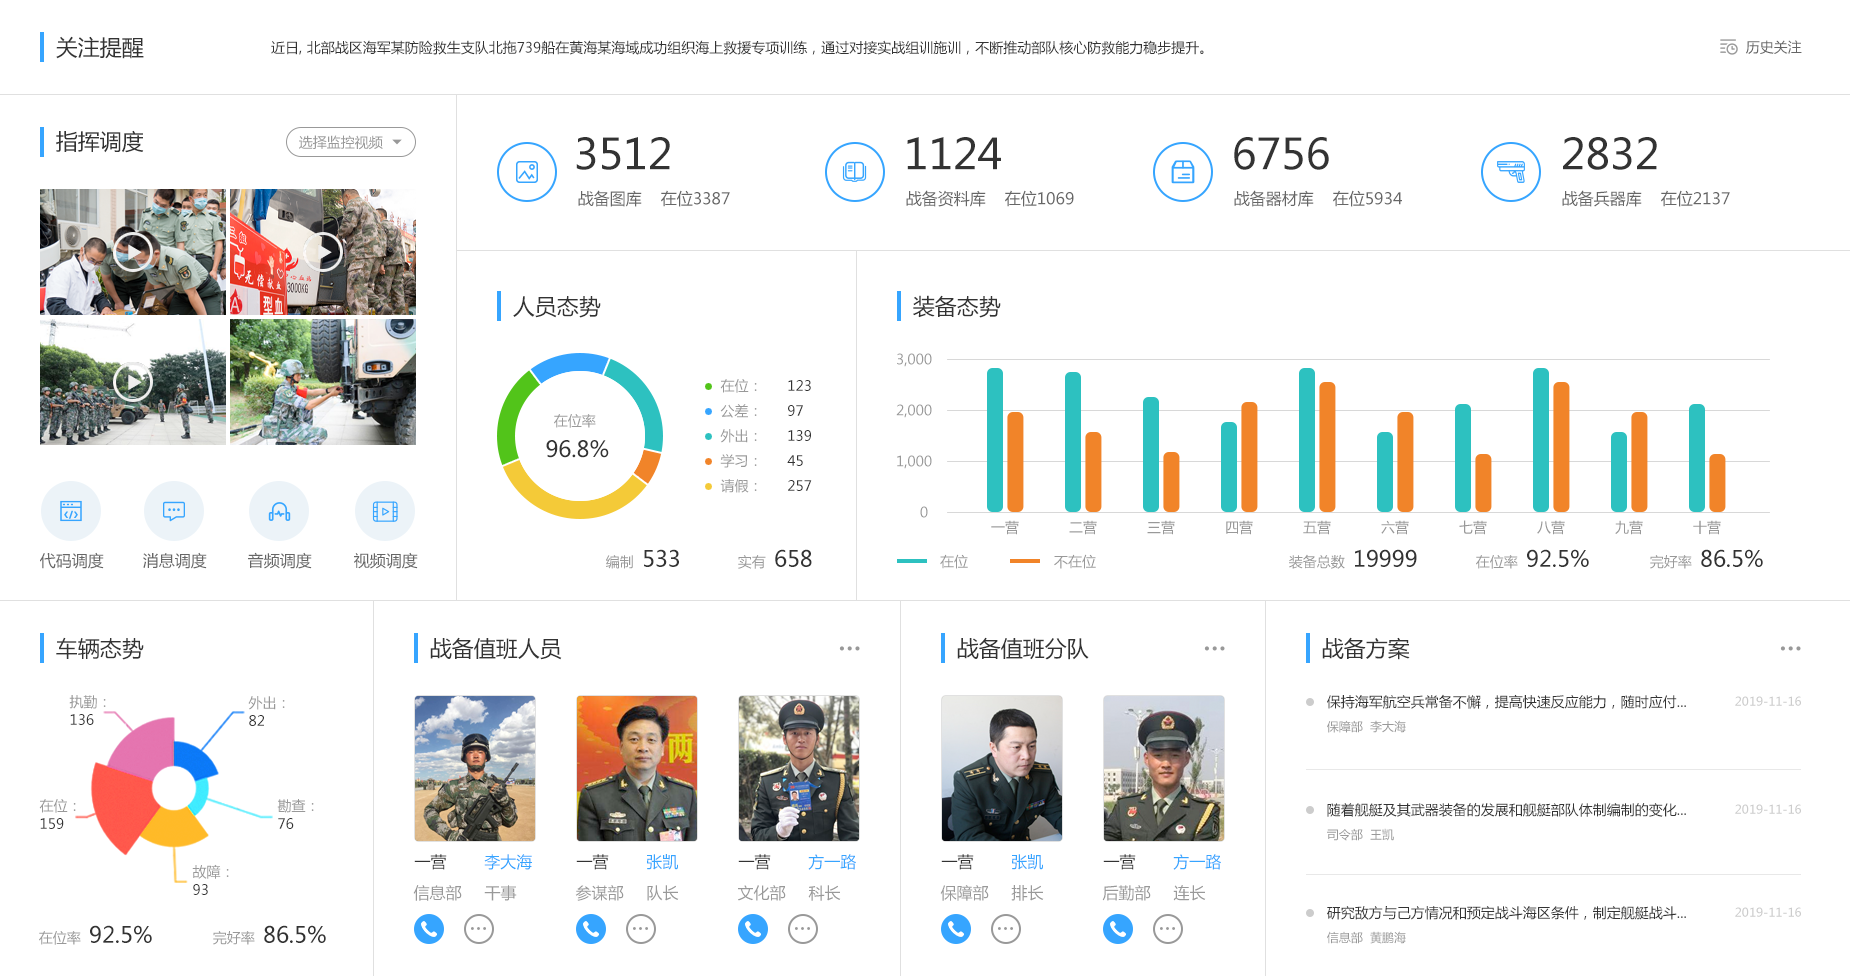 关注提醒
近日, 北部战区海军某防险救生支队北拖739船在黄海某海域成功组织海上救援专项训练，通过对接实战组训施训，不断推动部队核心防救能力稳步提升。
历史关注
指挥调度
选择监控视频
无偿献血
3000KG
A
型血
代码调度
消息调度
音频调度
视频调度
3512
战备图库 在位3387
1124
战备资料库 在位1069
6756
战备器材库 在位5934
2832
战备兵器库 在位2137
人员态势
在位率
96.8%
在位： 123
公差： 97
外出： 139
学习： 45
请假： 257
编制 533
实有 658
装备态势
3,000
2,000
1,000
0
一营 二营 三营 四营 五营 六营 七营 八营 九营 十营
在位
不在位
装备总数 19999
在位率 92.5%
完好率 86.5%
车辆态势
执勤：
136
外出：
82
在位：
159
勘查：
76
故障：
93
在位率 92.5%
完好率 86.5%
战备值班人员
两
一营 李大海
信息部 干事
一营 张凯
参谋部 队长
一营 方一路
文化部 科长
战备值班分队
一营 张凯
保障部 排长
一营 方一路
后勤部 连长
战备方案
保持海军航空兵常备不懈，提高快速反应能力，随时应付... 2019-11-16
保障部 李大海
随着舰艇及其武器装备的发展和舰艇部队体制编制的变化... 2019-11-16
司令部 王凯
研究敌方与己方情况和预定战斗海区条件，制定舰艇战斗... 2019-11-16
信息部 黄鹏海